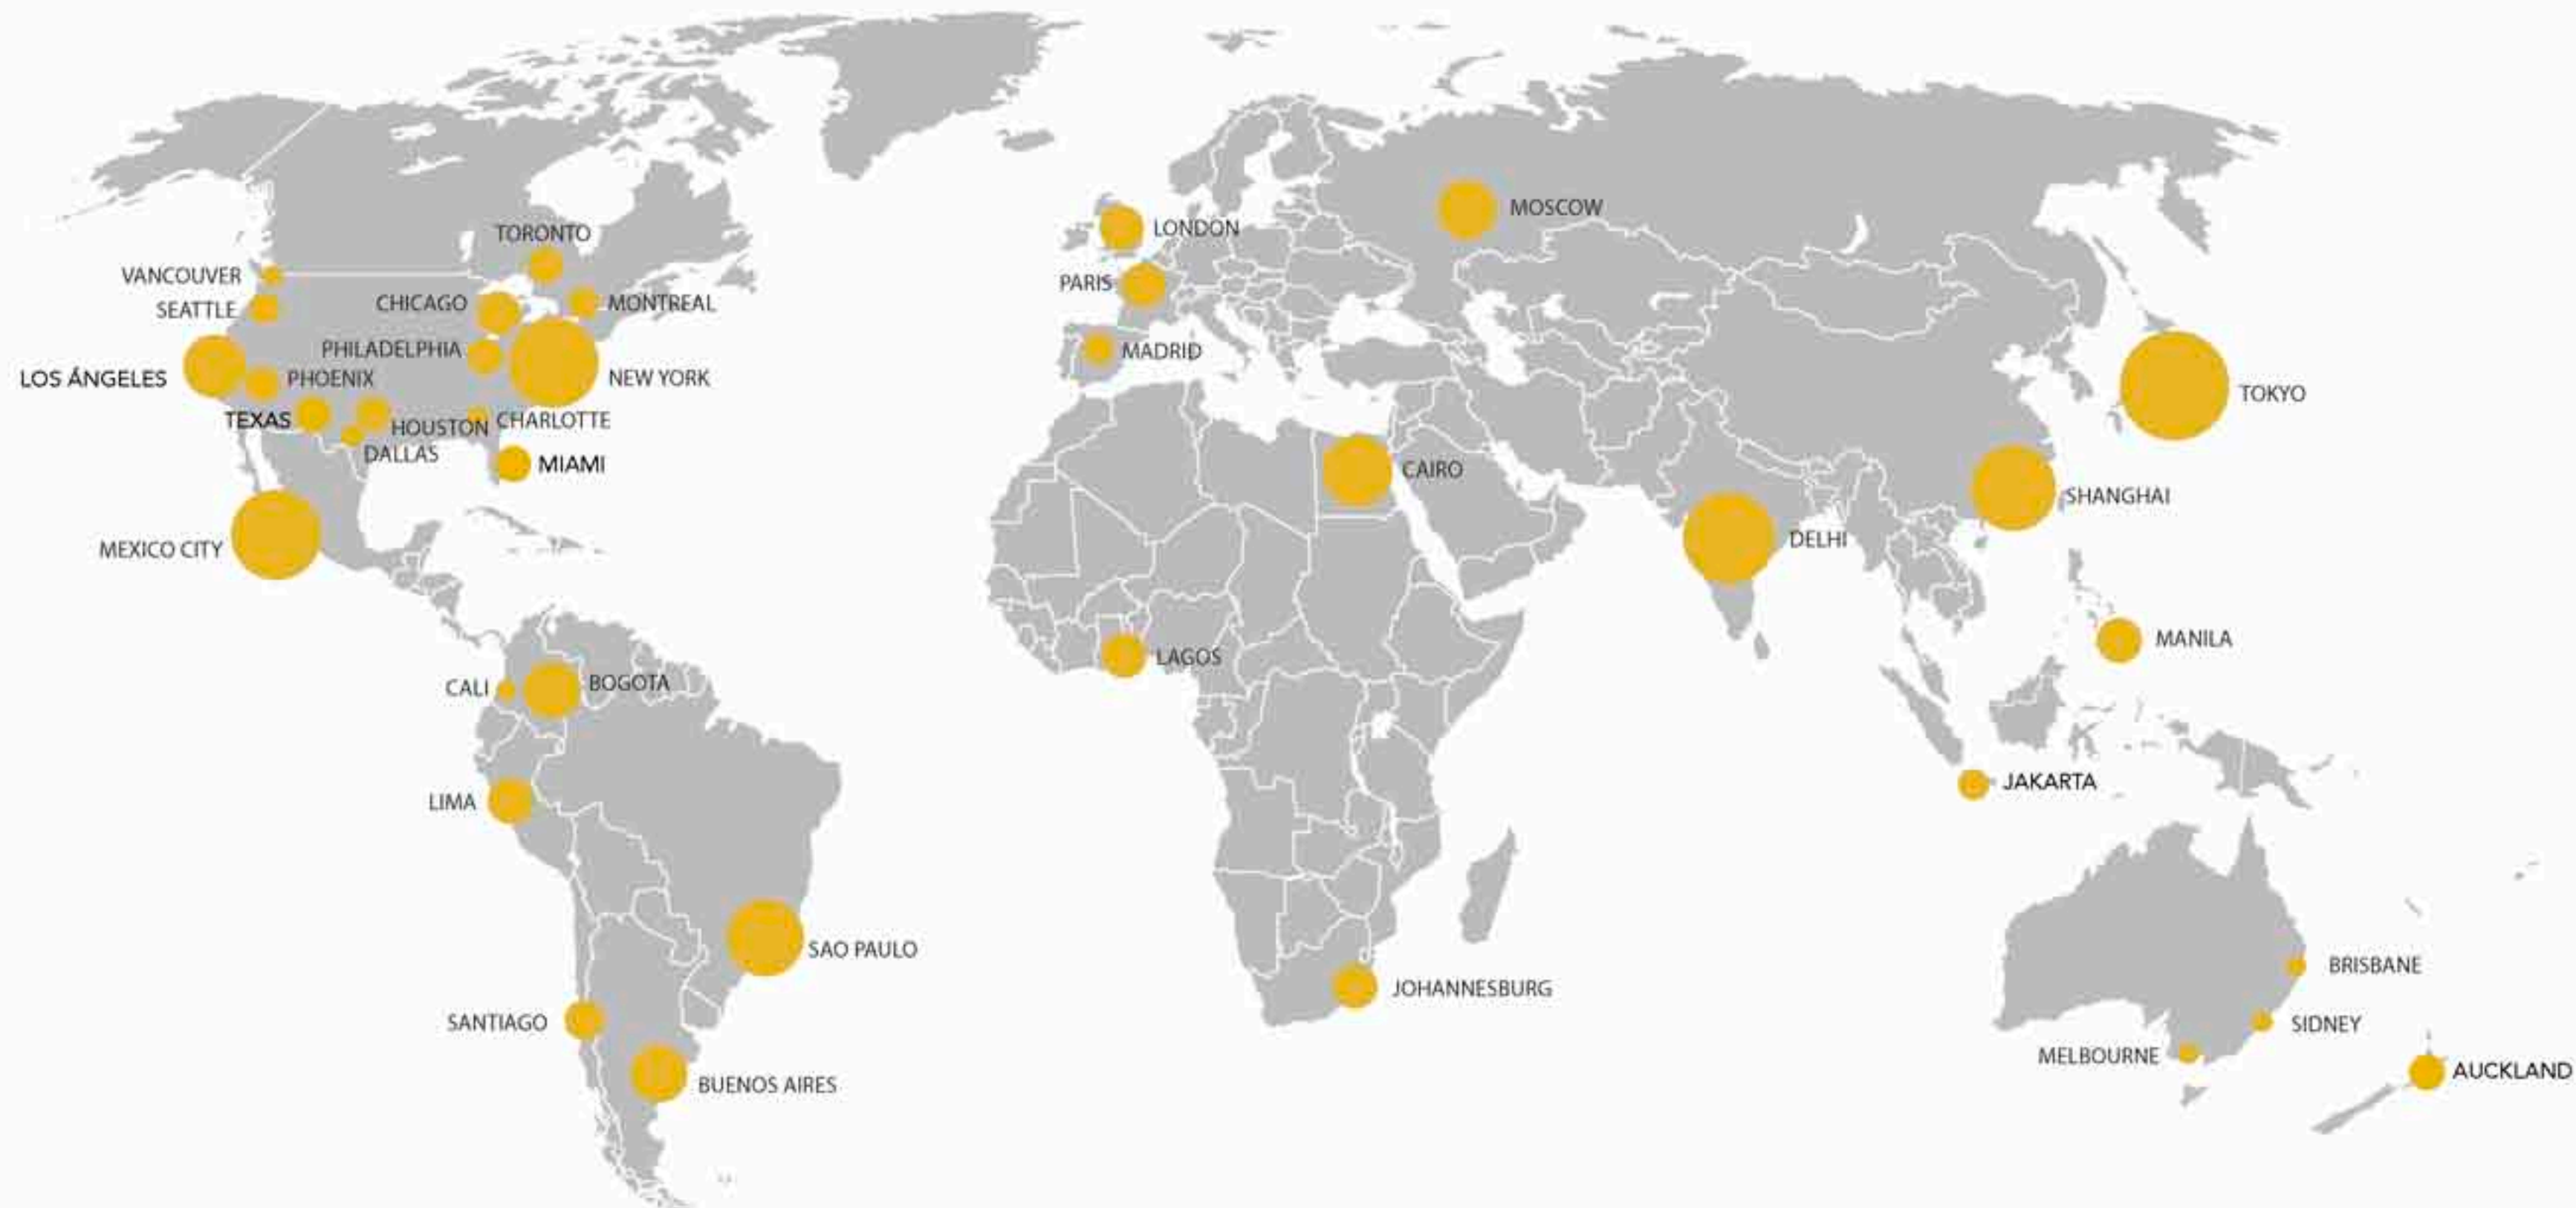 TORONTO
VANCOUVER
SEATTLE
CHICAGO
MONTREAL
PHILADELPHIA
LOS ÁNGELES
PHOENIX
NEW YORK
TEXAS
HOUSTON
CHARLOTTE
DALLAS
MIAMI
MEXICO CITY
CALI
BOGOTA
LIMA
SAO PAULO
SANTIAGO
BUENOS AIRES
LONDON
MOSCOW
PARIS
MADRID
CAIRO
LAGOS
JOHANNESBURG
TOKYO
SHANGHAI
DELHI
MANILA
JAKARTA
BRISBANE
SIDNEY
MELBOURNE
AUCKLAND